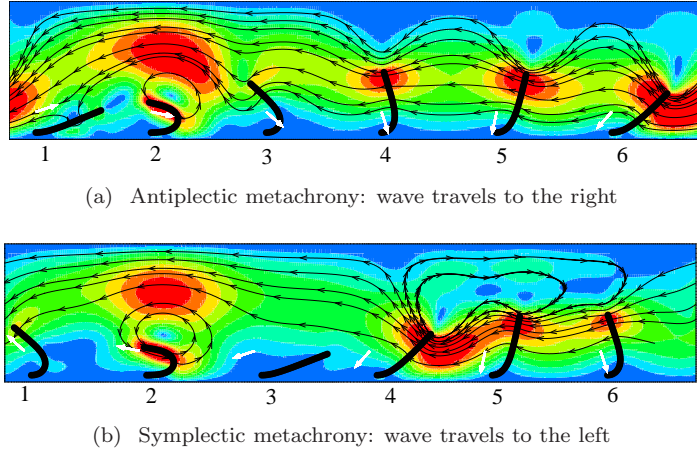 1 2 3 4 5 6
(a) Antiplectic metachrony: wave travels to the right
1 2 3 4 5 6
(b) Symplectic metachrony: wave travels to the left